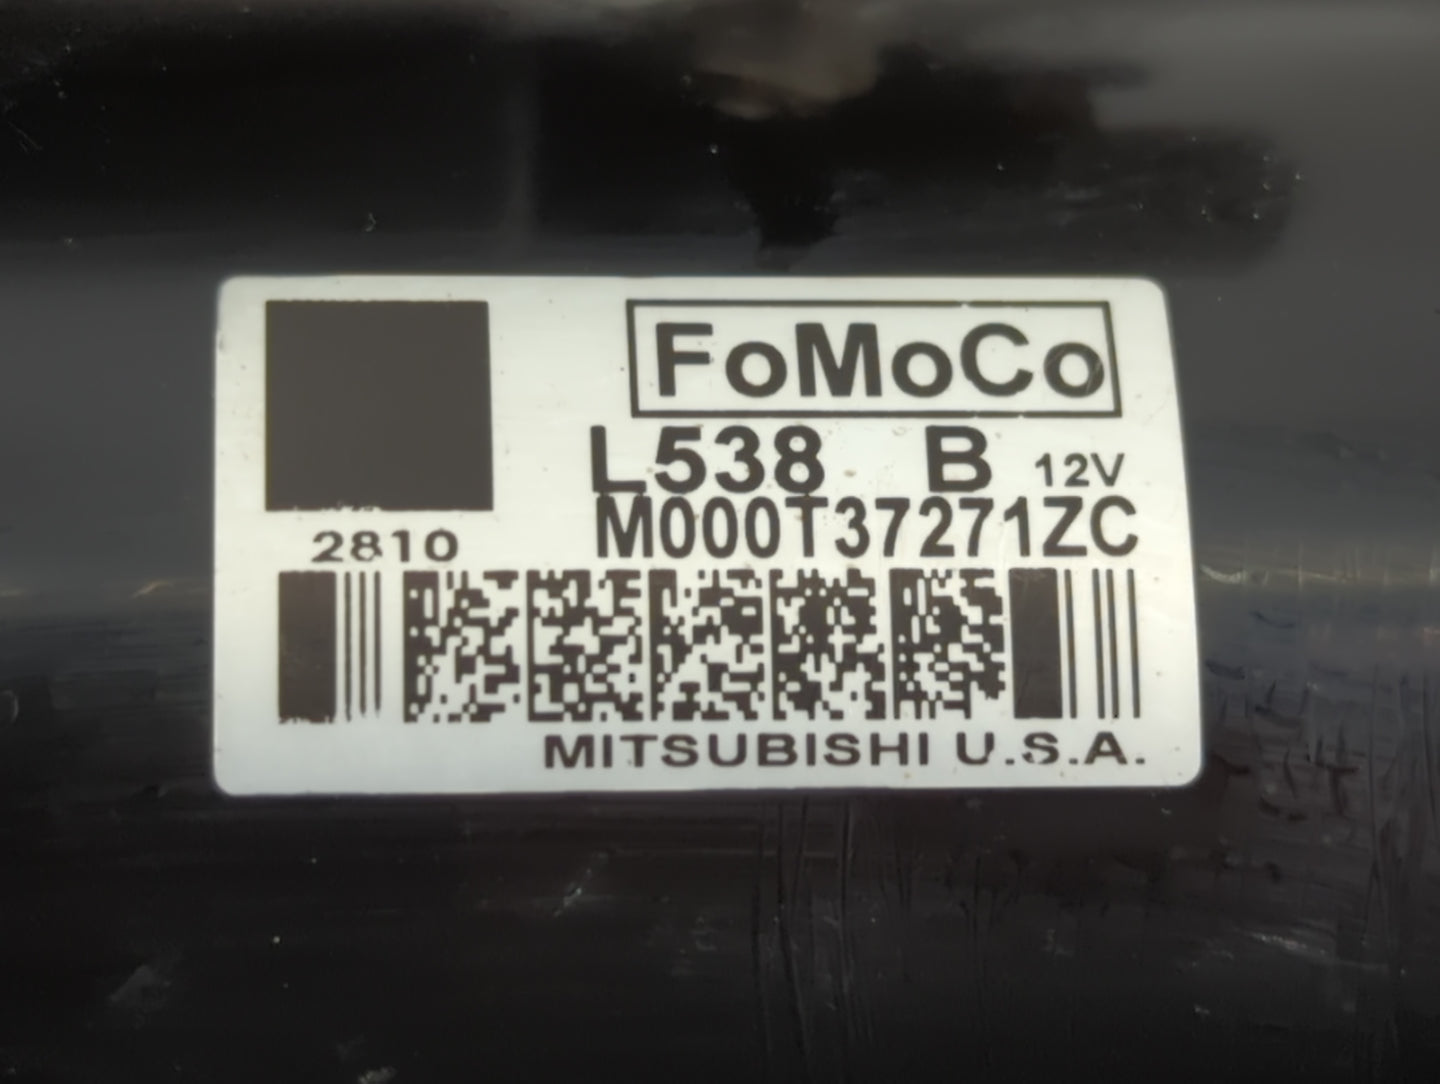 FoMoCo
L538 B 12V
M000T37271ZC
2810
MITSUBISHI U.S.A.